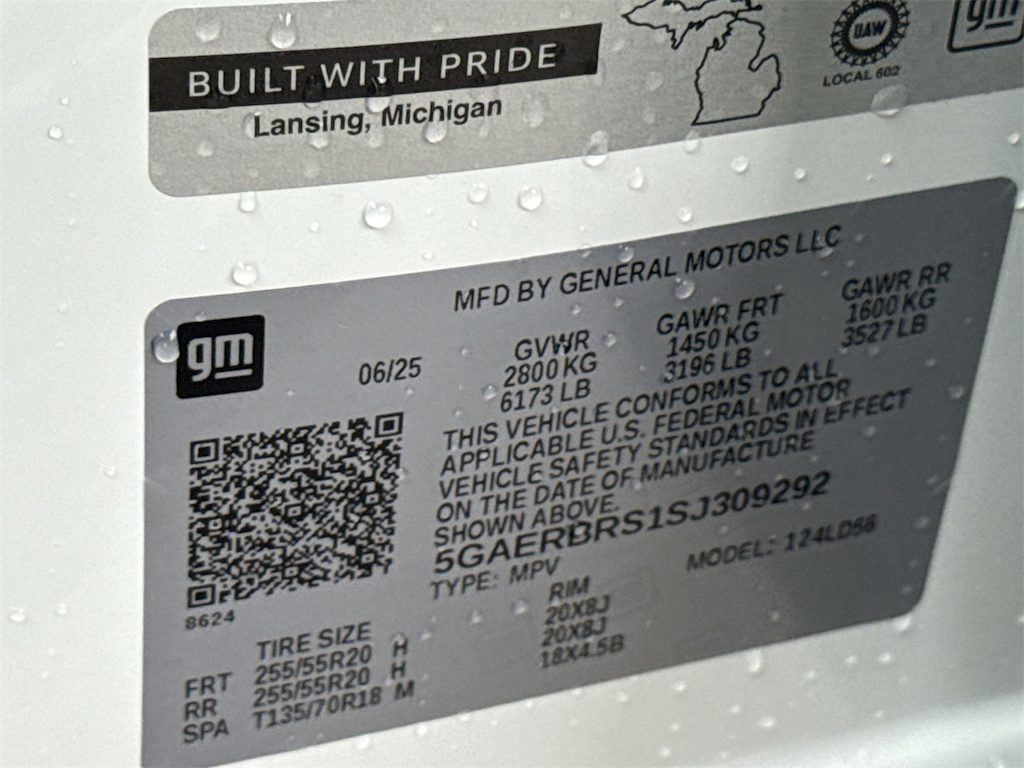 BUILT WITH PRIDE
Lansing, Michigan
UAW
LOCAL 602
gm
MFD BY GENERAL MOTORS LLC
gm
06/25
GVWR
2800 KG
6173 LB
GAWR FRT
1450 KG
3196 LB
GAWR RR
1600 KG
3527 LB
THIS VEHICLE CONFORMS TO ALL
APPLICABLE U.S. FEDERAL MOTOR
VEHICLE SAFETY STANDARDS IN EFFECT
ON THE DATE OF MANUFACTURE
SHOWN ABOVE.
5GAERBRS1SJ309292
TYPE: MPV MODEL: 124LD56
8624
TIRE SIZE RIM
FRT 255/55R20 H 20X8J
RR 255/55R20 H 20X8J
SPA T135/70R18 M 18X4.5B